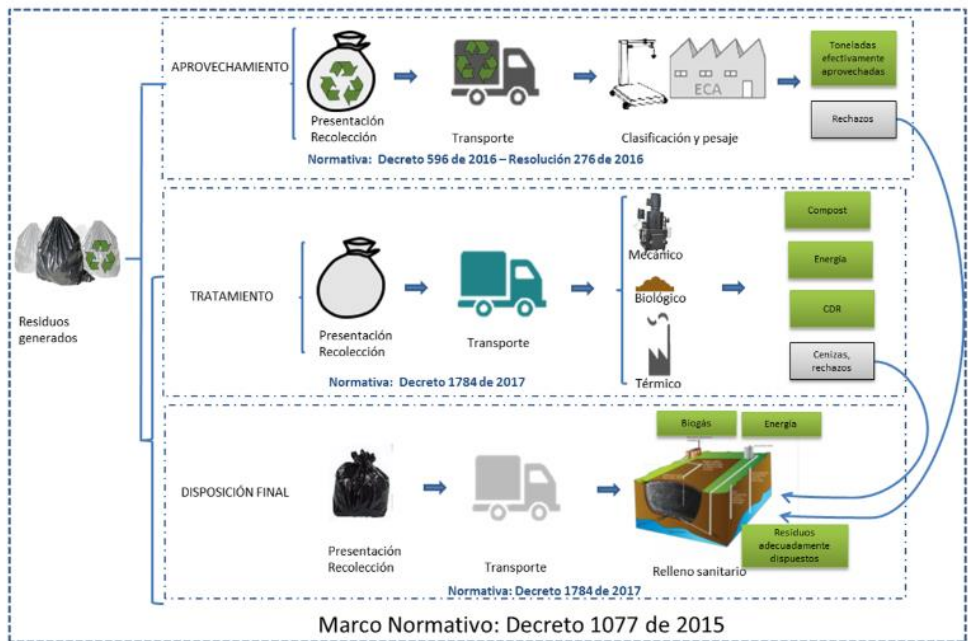 Residuos
generados
APROVECHAMIENTO
Presentación
Recolección
Transporte
ECA
Clasificación y pesaje
Toneladas
efectivamente
aprovechadas
Rechazos
Normativa: Decreto 596 de 2016 – Resolución 276 de 2016
TRATAMIENTO
Presentación
Recolección
Transporte
Mecánico
Biológico
Térmico
Compost
Energía
CDR
Cenizas,
rechazos
Normativa: Decreto 1784 de 2017
DISPOSICIÓN FINAL
Presentación
Recolección
Transporte
Biogás
Energía
Relleno sanitario
Residuos
adecuadamente
dispuestos
Normativa: Decreto 1784 de 2017
Marco Normativo: Decreto 1077 de 2015